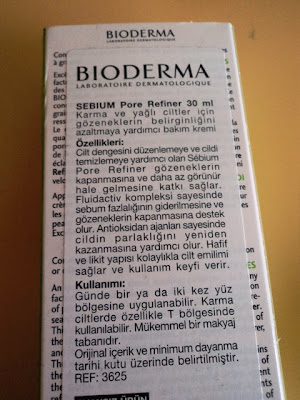 BIODERMA
LABORATOIRE DERMATOLOGIQUE
BIODERMA
LABORATOIRE DERMATOLOGIQUE
SEBIUM Pore Refiner 30 ml
Karma ve yağlı ciltler için
gözeneklerin belirginliğini
azaltmaya yardımcı bakım kremi
Özellikleri:
Cilt dengesini düzenlemeye ve cildi
temizlemeye yardımcı olan Sébium
Pore Refiner gözeneklerin
kapanmasına ve daha az görünür
hale gelmesine katkı sağlar.
Fluidactiv kompleksi sayesinde
sebum fazlalığının giderilmesine ve
gözeneklerin kapanmasına destek
olur. Antioksidan ajanları sayesinde
cildin parlaklığını yeniden
kazanmasına yardımcı olur. Hafif
ve likit yapısı kolaylıkla cilt emilimi
sağlar ve kullanım keyfi verir.
Kullanımı:
Günde bir ya da iki kez yüz
bölgesine uygulanabilir. Karma
ciltlerde özellikle T bölgesinde
kullanılabilir. Mükemmel bir makyaj
tabanıdır.
Orijinal içerik ve minimum dayanma
tarihi kutu üzerinde belirtilmiştir.
REF: 3625